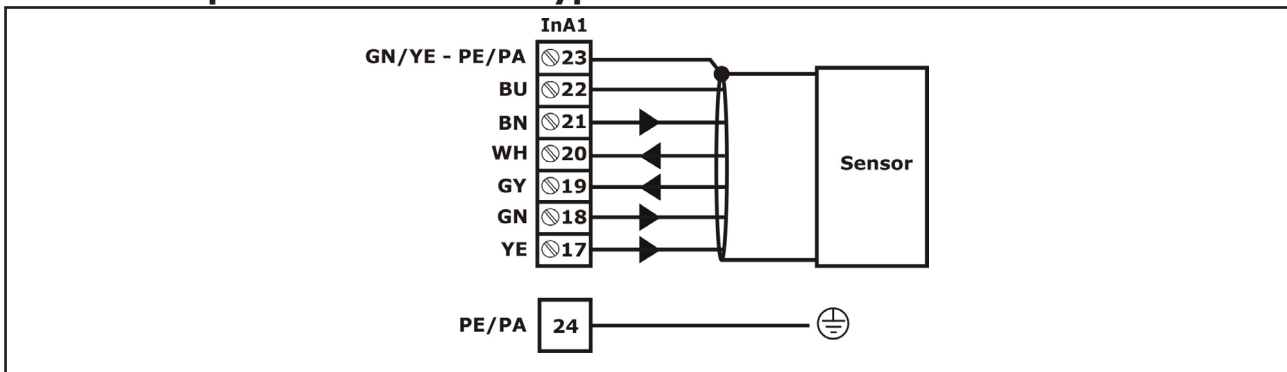 InA1
GN/YE - PE/PA 23
BU 22
BN 21
WH 20
GY 19
GN 18
YE 17
Sensor
PE/PA 24